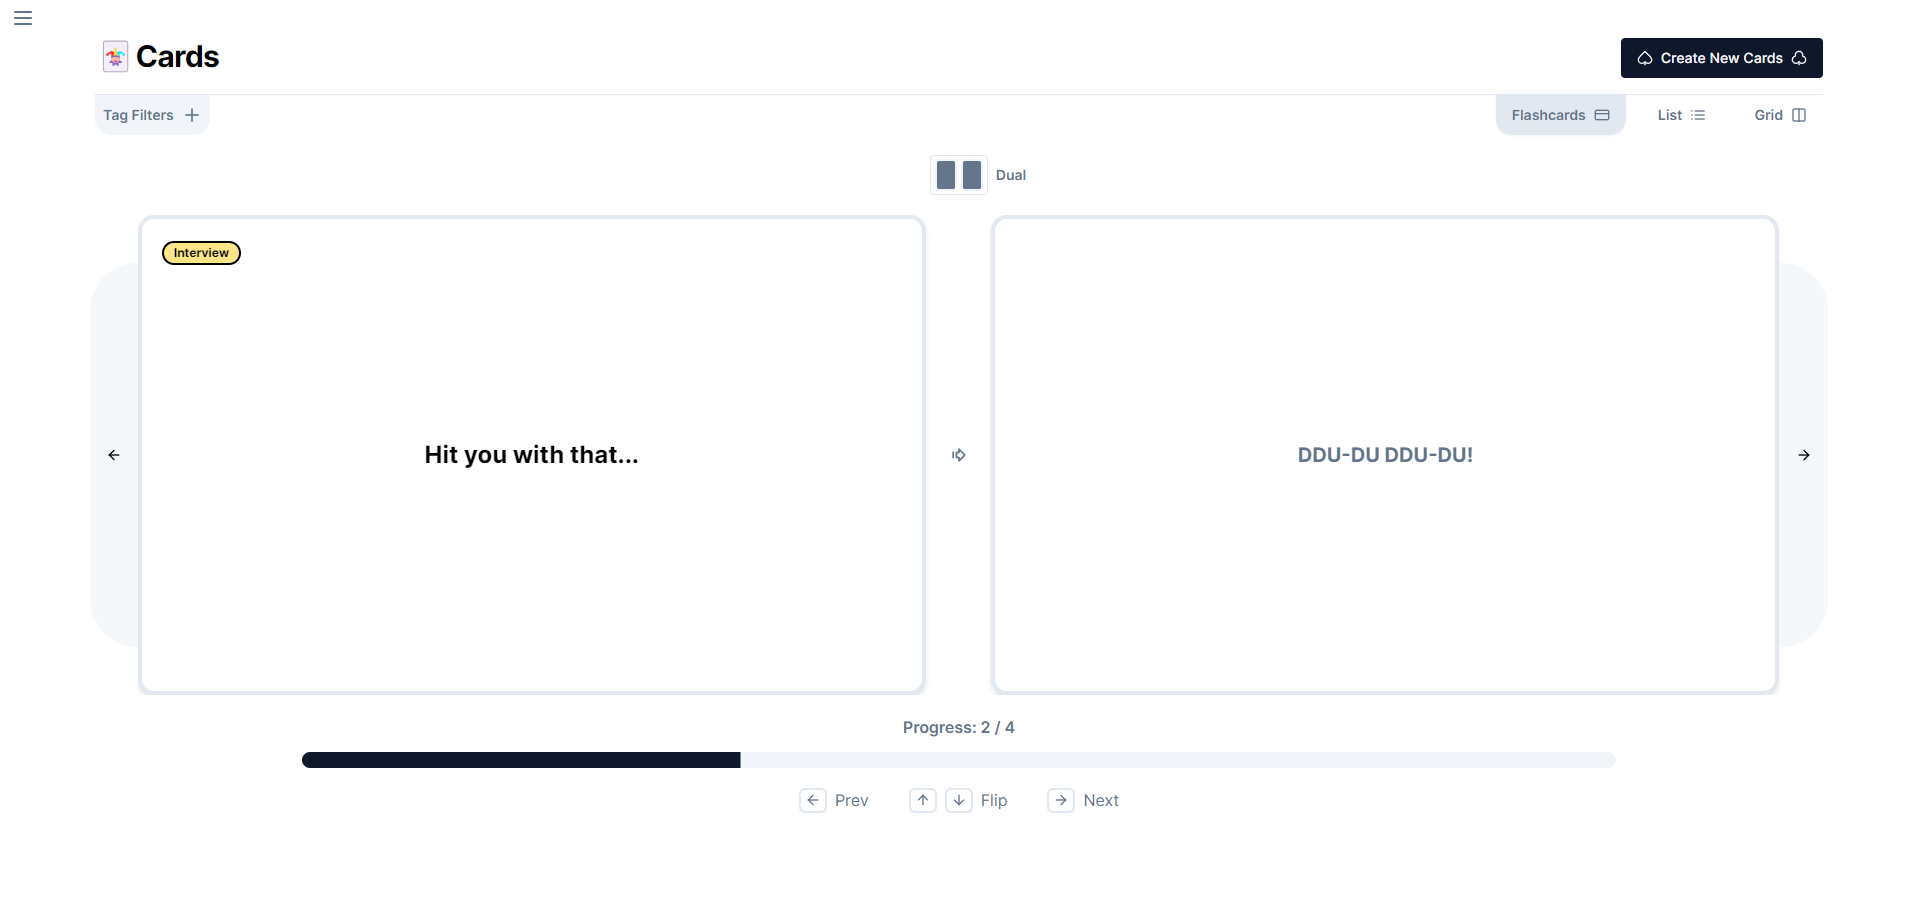 Cards
Create New Cards
Tag Filters
Flashcards
List
Grid
Dual
Interview
Hit you with that...
DDU-DU DDU-DU!
Progress: 2 / 4
Prev
Flip
Next